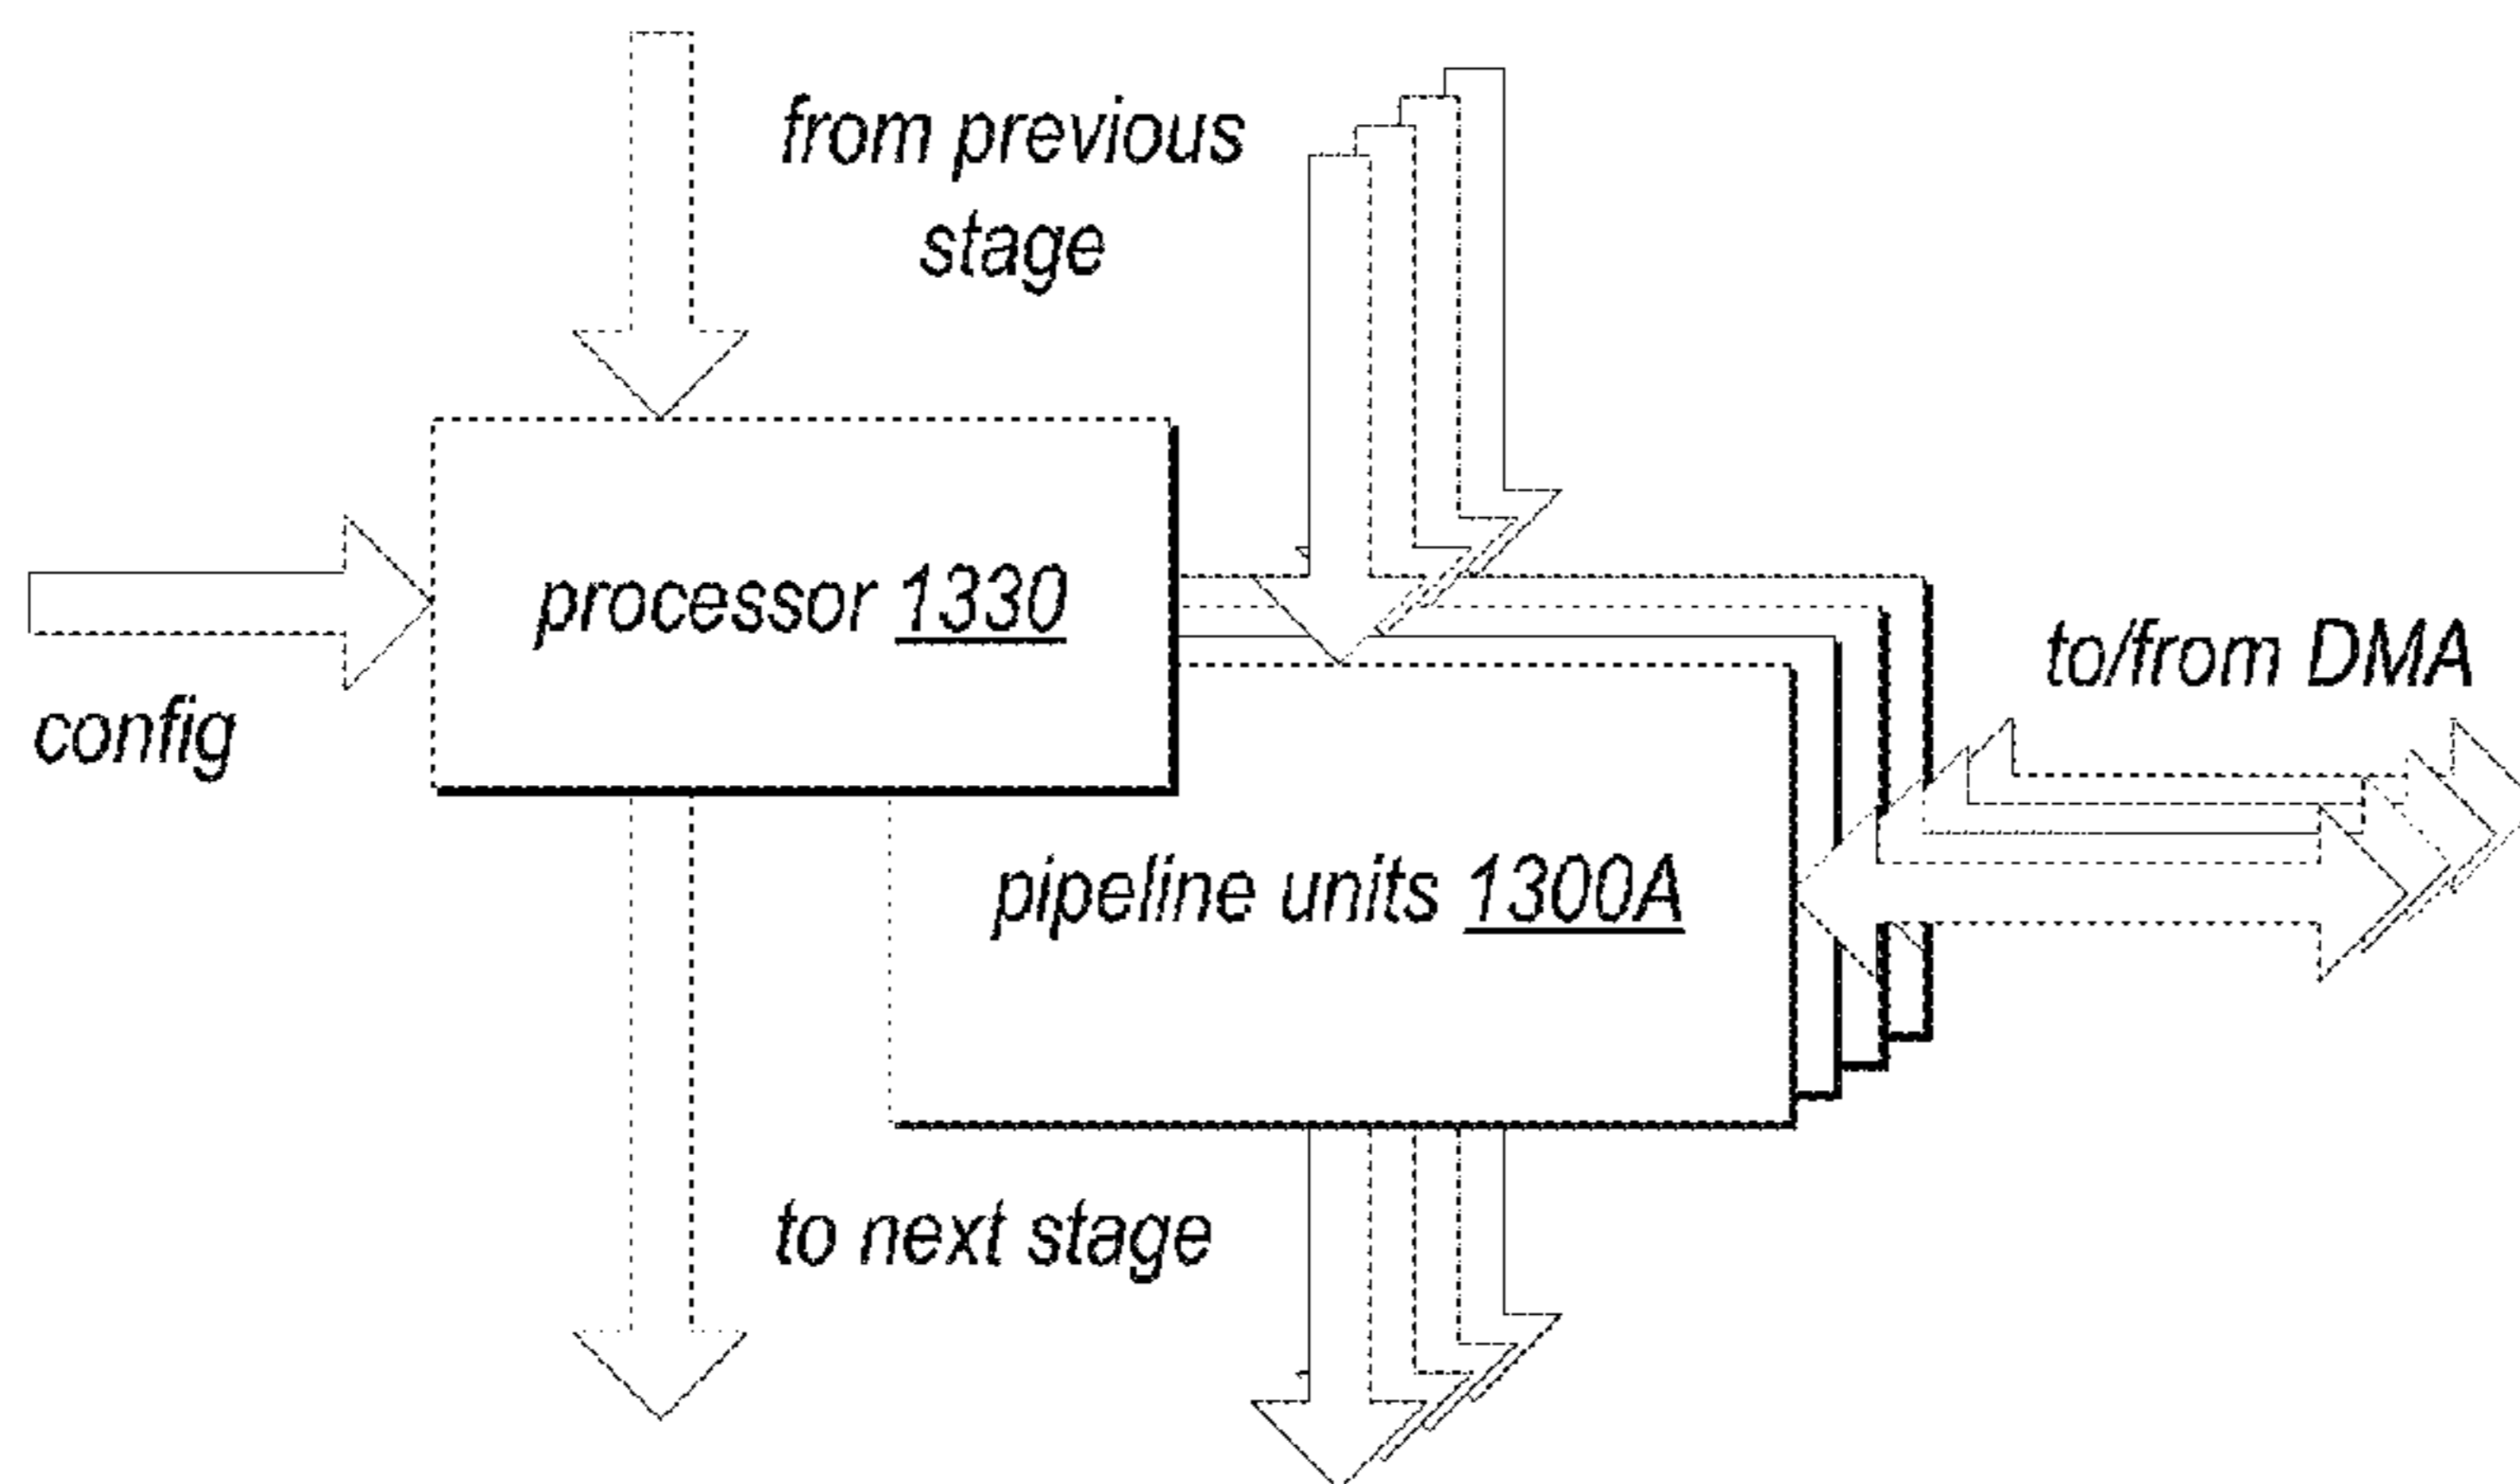 from previous
stage
processor 1330
config
to/from DMA
pipeline units 1300A
to next stage